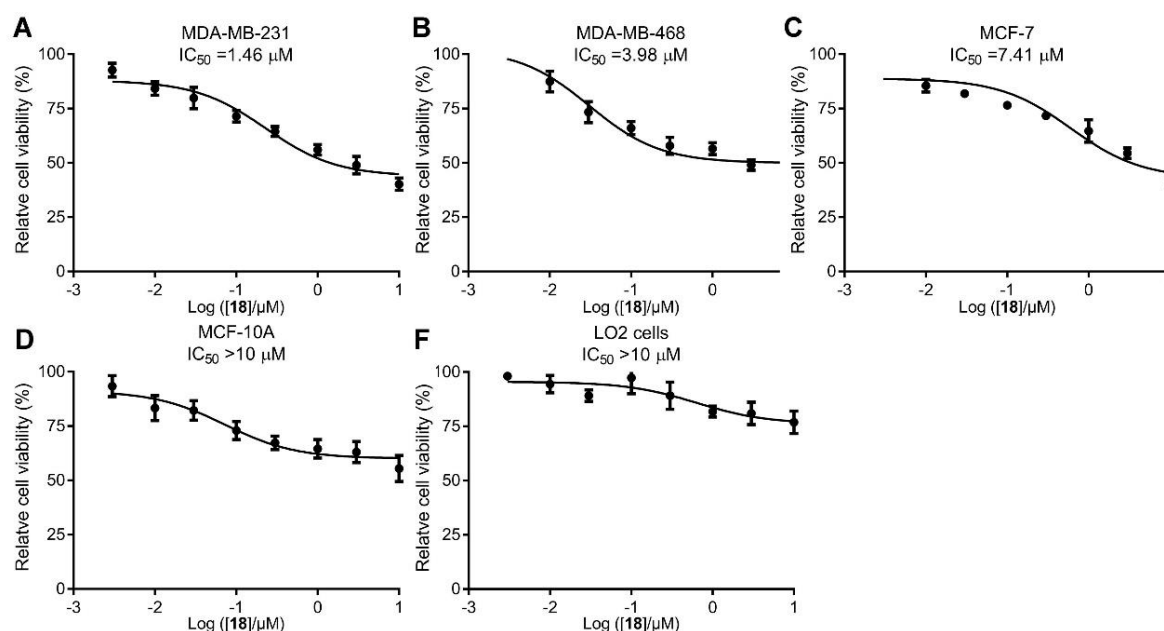 A
MDA-MB-231
IC50 =1.46 μM
Relatve cell viability (%)
100
75
50
25
0
-3 -2 -1 0 1
Log ([18]/μM)
B
MDA-MB-468
IC50 =3.98 μM
Relatve cell viability (%)
100
75
50
25
0
-3 -2 -1 0
Log ([18]/μM)
C
MCF-7
IC50 =7.41 μM
Relatve cell viability (%)
100
75
50
25
0
-3 -2 -1 0
Log ([18]/μM)
D
MCF-10A
IC50 >10 μM
Relatve cell viability (%)
100
75
50
25
0
-3 -2 -1 0 1
Log ([18]/μM)
F
LO2 cells
IC50 >10 μM
Relatve cell viability (%)
100
75
50
25
0
-3 -2 -1 0 1
Log ([18]/μM)